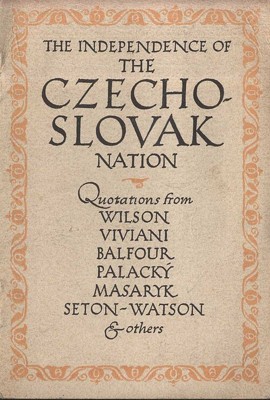 THE INDEPENDENCE OF
THE
CZECHO-
SLOVAK
NATION
Quotations from
WILSON
VIVIANI
BALFOUR
PALACKÝ
MASARYK
SETON-WATSON
& others